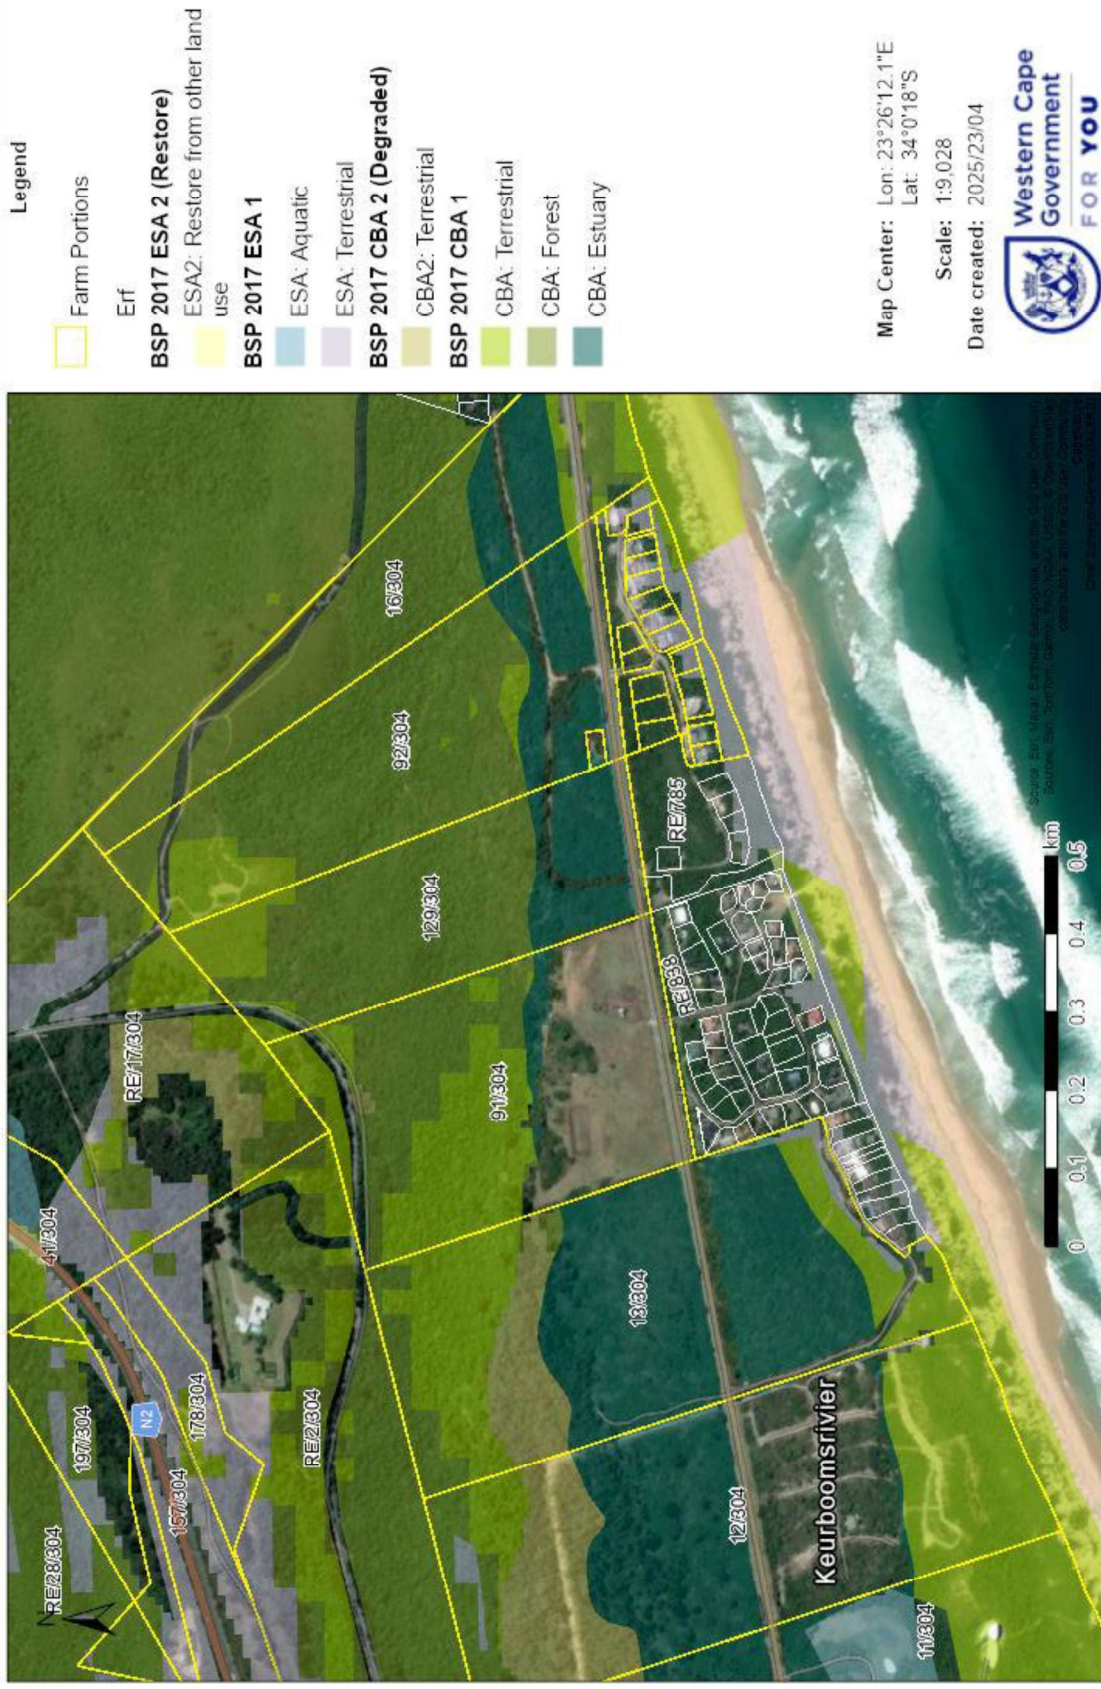 Legend
Farm Portions
Erf
BSP 2017 ESA 2 (Restore)
ESA2: Restore from other land
use
BSP 2017 ESA 1
ESA: Aquatic
ESA: Terrestrial
BSP 2017 CBA 2 (Degraded)
CBA2: Terrestrial
BSP 2017 CBA 1
CBA: Terrestrial
CBA: Forest
CBA: Estuary
Map Center: Lon: 23°26'12.1"E
Lat: 34°0'18"S
Scale: 1:9,028
Date created: 2025/23/04
Western Cape
Government
FOR YOU
N
RE/28/304
197/304
41/304
N2
157/304
178/304
RE/17/304
RE/2/304
16/304
92/304
129/304
91/304
13/304
12/304
11/304
RE/785
RE/838
Keurboomsrivier
0 0.1 0.2 0.3 0.4 0.5
km